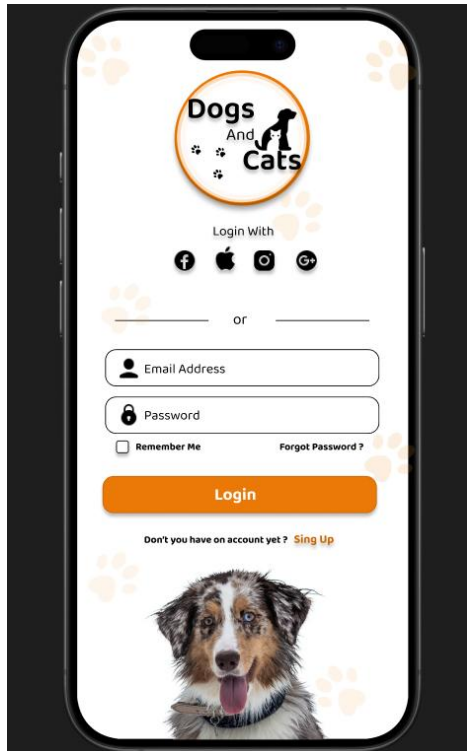 Dogs
And
Cats
Login With
or
Email Address
Password
Remember Me Forgot Password ?
Login
Don't you have on account yet ? Sing Up